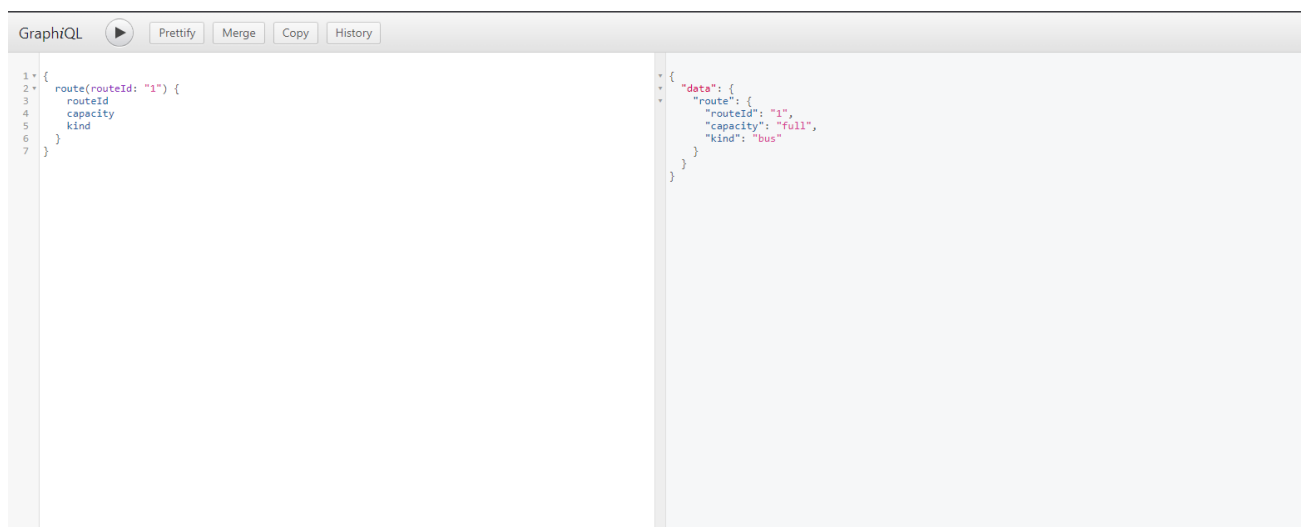 GraphiQL Prettify Merge Copy History
1 {
2 route(routeId: "1") {
3 routeId
4 capacity
5 kind
6 }
7 }
{
"data": {
"route": {
"routeId": "1",
"capacity": "full",
"kind": "bus"
}
}
}